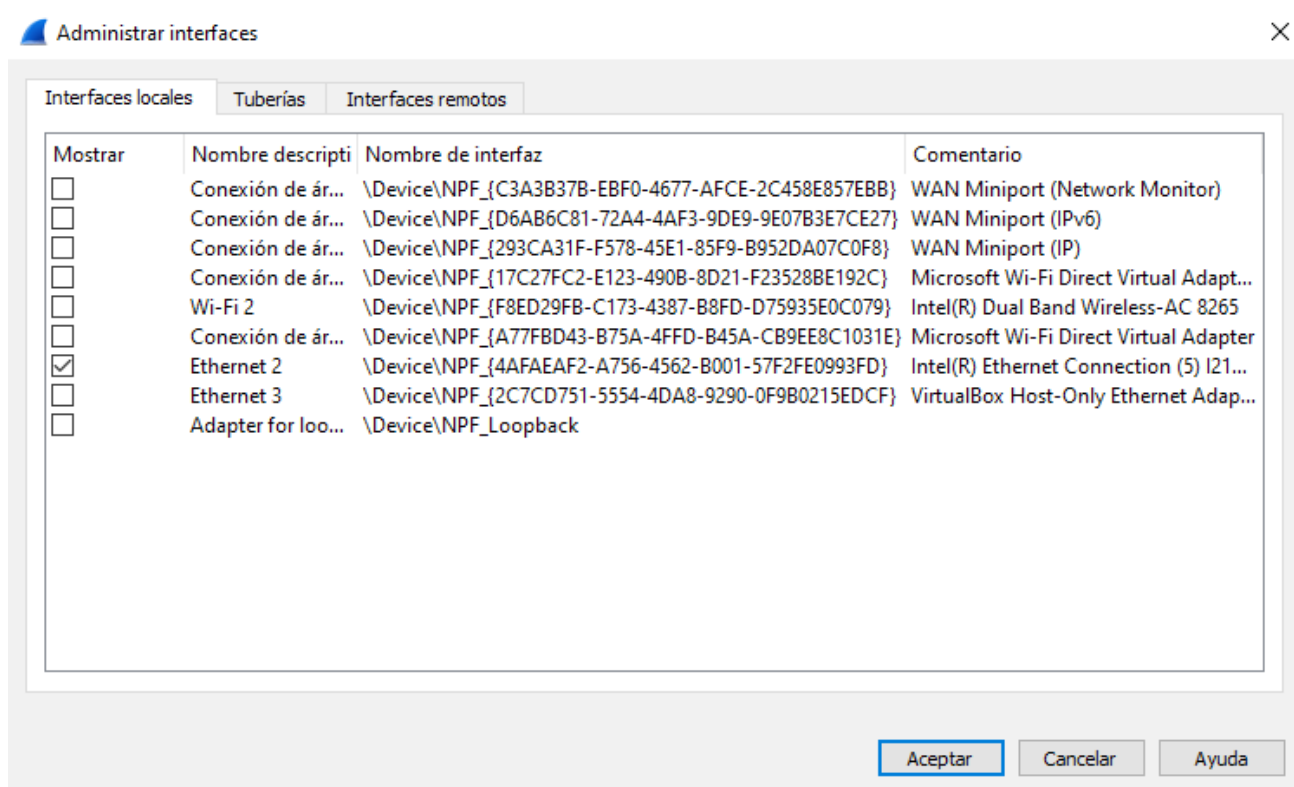 Administrar interfaces
Interfaces locales Tuberías Interfaces remotos
Mostrar Nombre descripti Nombre de interfaz Comentario
Conexión de ár... \Device\NPF_{C3A3B37B-EBF0-4677-AFCE-2C458E857EBB} WAN Miniport (Network Monitor)
Conexión de ár... \Device\NPF_{D6AB6C81-72A4-4AF3-9DE9-9E07B3E7CE27} WAN Miniport (IPv6)
Conexión de ár... \Device\NPF_{293CA31F-F578-45E1-85F9-B952DA07C0F8} WAN Miniport (IP)
Conexión de ár... \Device\NPF_{17C27FC2-E123-490B-8D21-F23528BE192C} Microsoft Wi-Fi Direct Virtual Adapt...
Wi-Fi 2 \Device\NPF_{F8ED29FB-C173-4387-B8FD-D75935E0C079} Intel(R) Dual Band Wireless-AC 8265
Conexión de ár... \Device\NPF_{A77FBD43-B75A-4FFD-B45A-CB9EE8C1031E} Microsoft Wi-Fi Direct Virtual Adapter
Ethernet 2 \Device\NPF_{4AFAEAF2-A756-4562-B001-57F2FE0993FD} Intel(R) Ethernet Connection (5) I21...
Ethernet 3 \Device\NPF_{2C7CD751-5554-4DA8-9290-0F9B0215EDCF} VirtualBox Host-Only Ethernet Adap...
Adapter for loo... \Device\NPF_Loopback
Aceptar Cancelar Ayuda